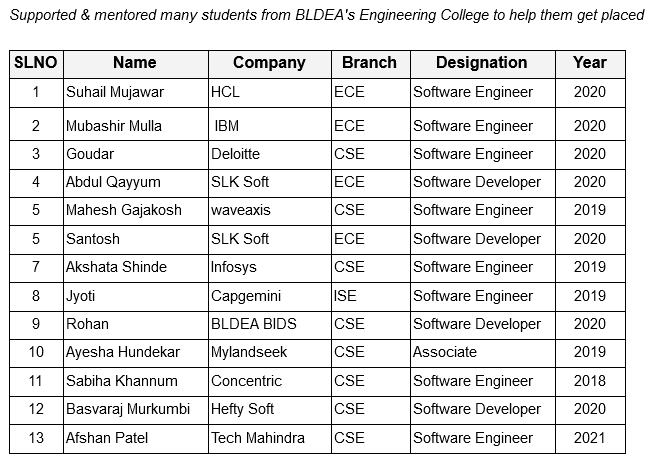 Supported & mentored many students from BLDEA's Engineering College to help them get placed
SLNO Name Company Branch Designation Year
1 Suhail Mujawar HCL ECE Software Engineer 2020
2 Mubashir Mulla IBM ECE Software Engineer 2020
3 Goudar Deloitte CSE Software Engineer 2020
4 Abdul Qayyum SLK Soft ECE Software Developer 2020
5 Mahesh Gajakosh waveaxis CSE Software Engineer 2019
5 Santosh SLK Soft ECE Software Developer 2020
7 Akshata Shinde Infosys CSE Software Engineer 2019
8 Jyoti Capgemini ISE Software Engineer 2019
9 Rohan BLDEA BIDS CSE Software Developer 2020
10 Ayesha Hundekar Mylandseek CSE Associate 2019
11 Sabiha Khannum Concentric CSE Software Engineer 2018
12 Basvaraj Murkumbi Hefty Soft CSE Software Developer 2020
13 Afshan Patel Tech Mahindra CSE Software Engineer 2021